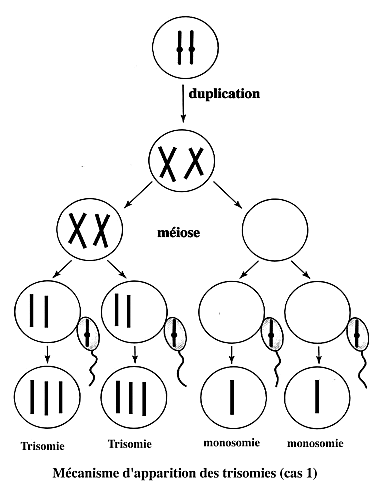 duplication
méiose
Trisomie Trisomie monosomie monosomie
Mécanisme d'apparition des trisomies (cas 1)